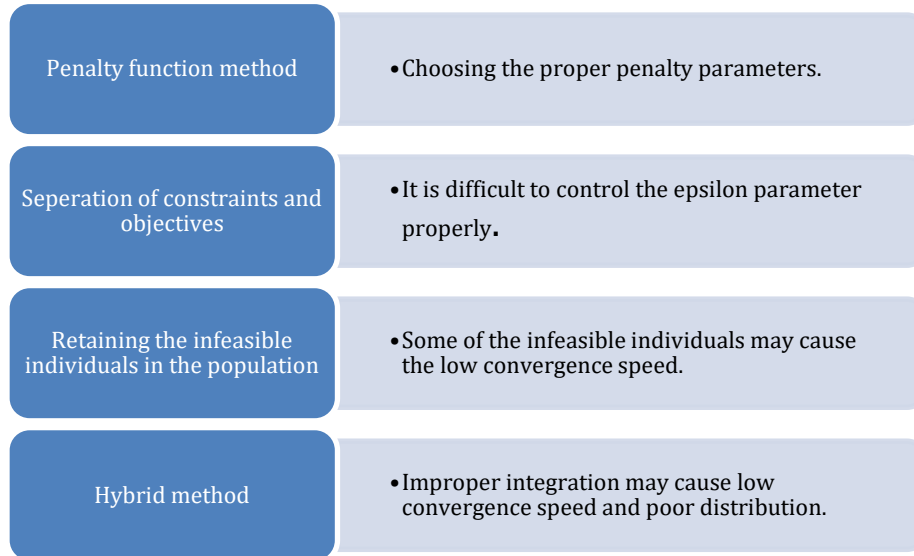 Penalty function method
•Choosing the proper penalty parameters.
Seperation of constraints and
objectives
•It is difficult to control the epsilon parameter
properly.
Retaining the infeasible
individuals in the population
•Some of the infeasible individuals may cause
the low convergence speed.
Hybrid method
•Improper integration may cause low
convergence speed and poor distribution.